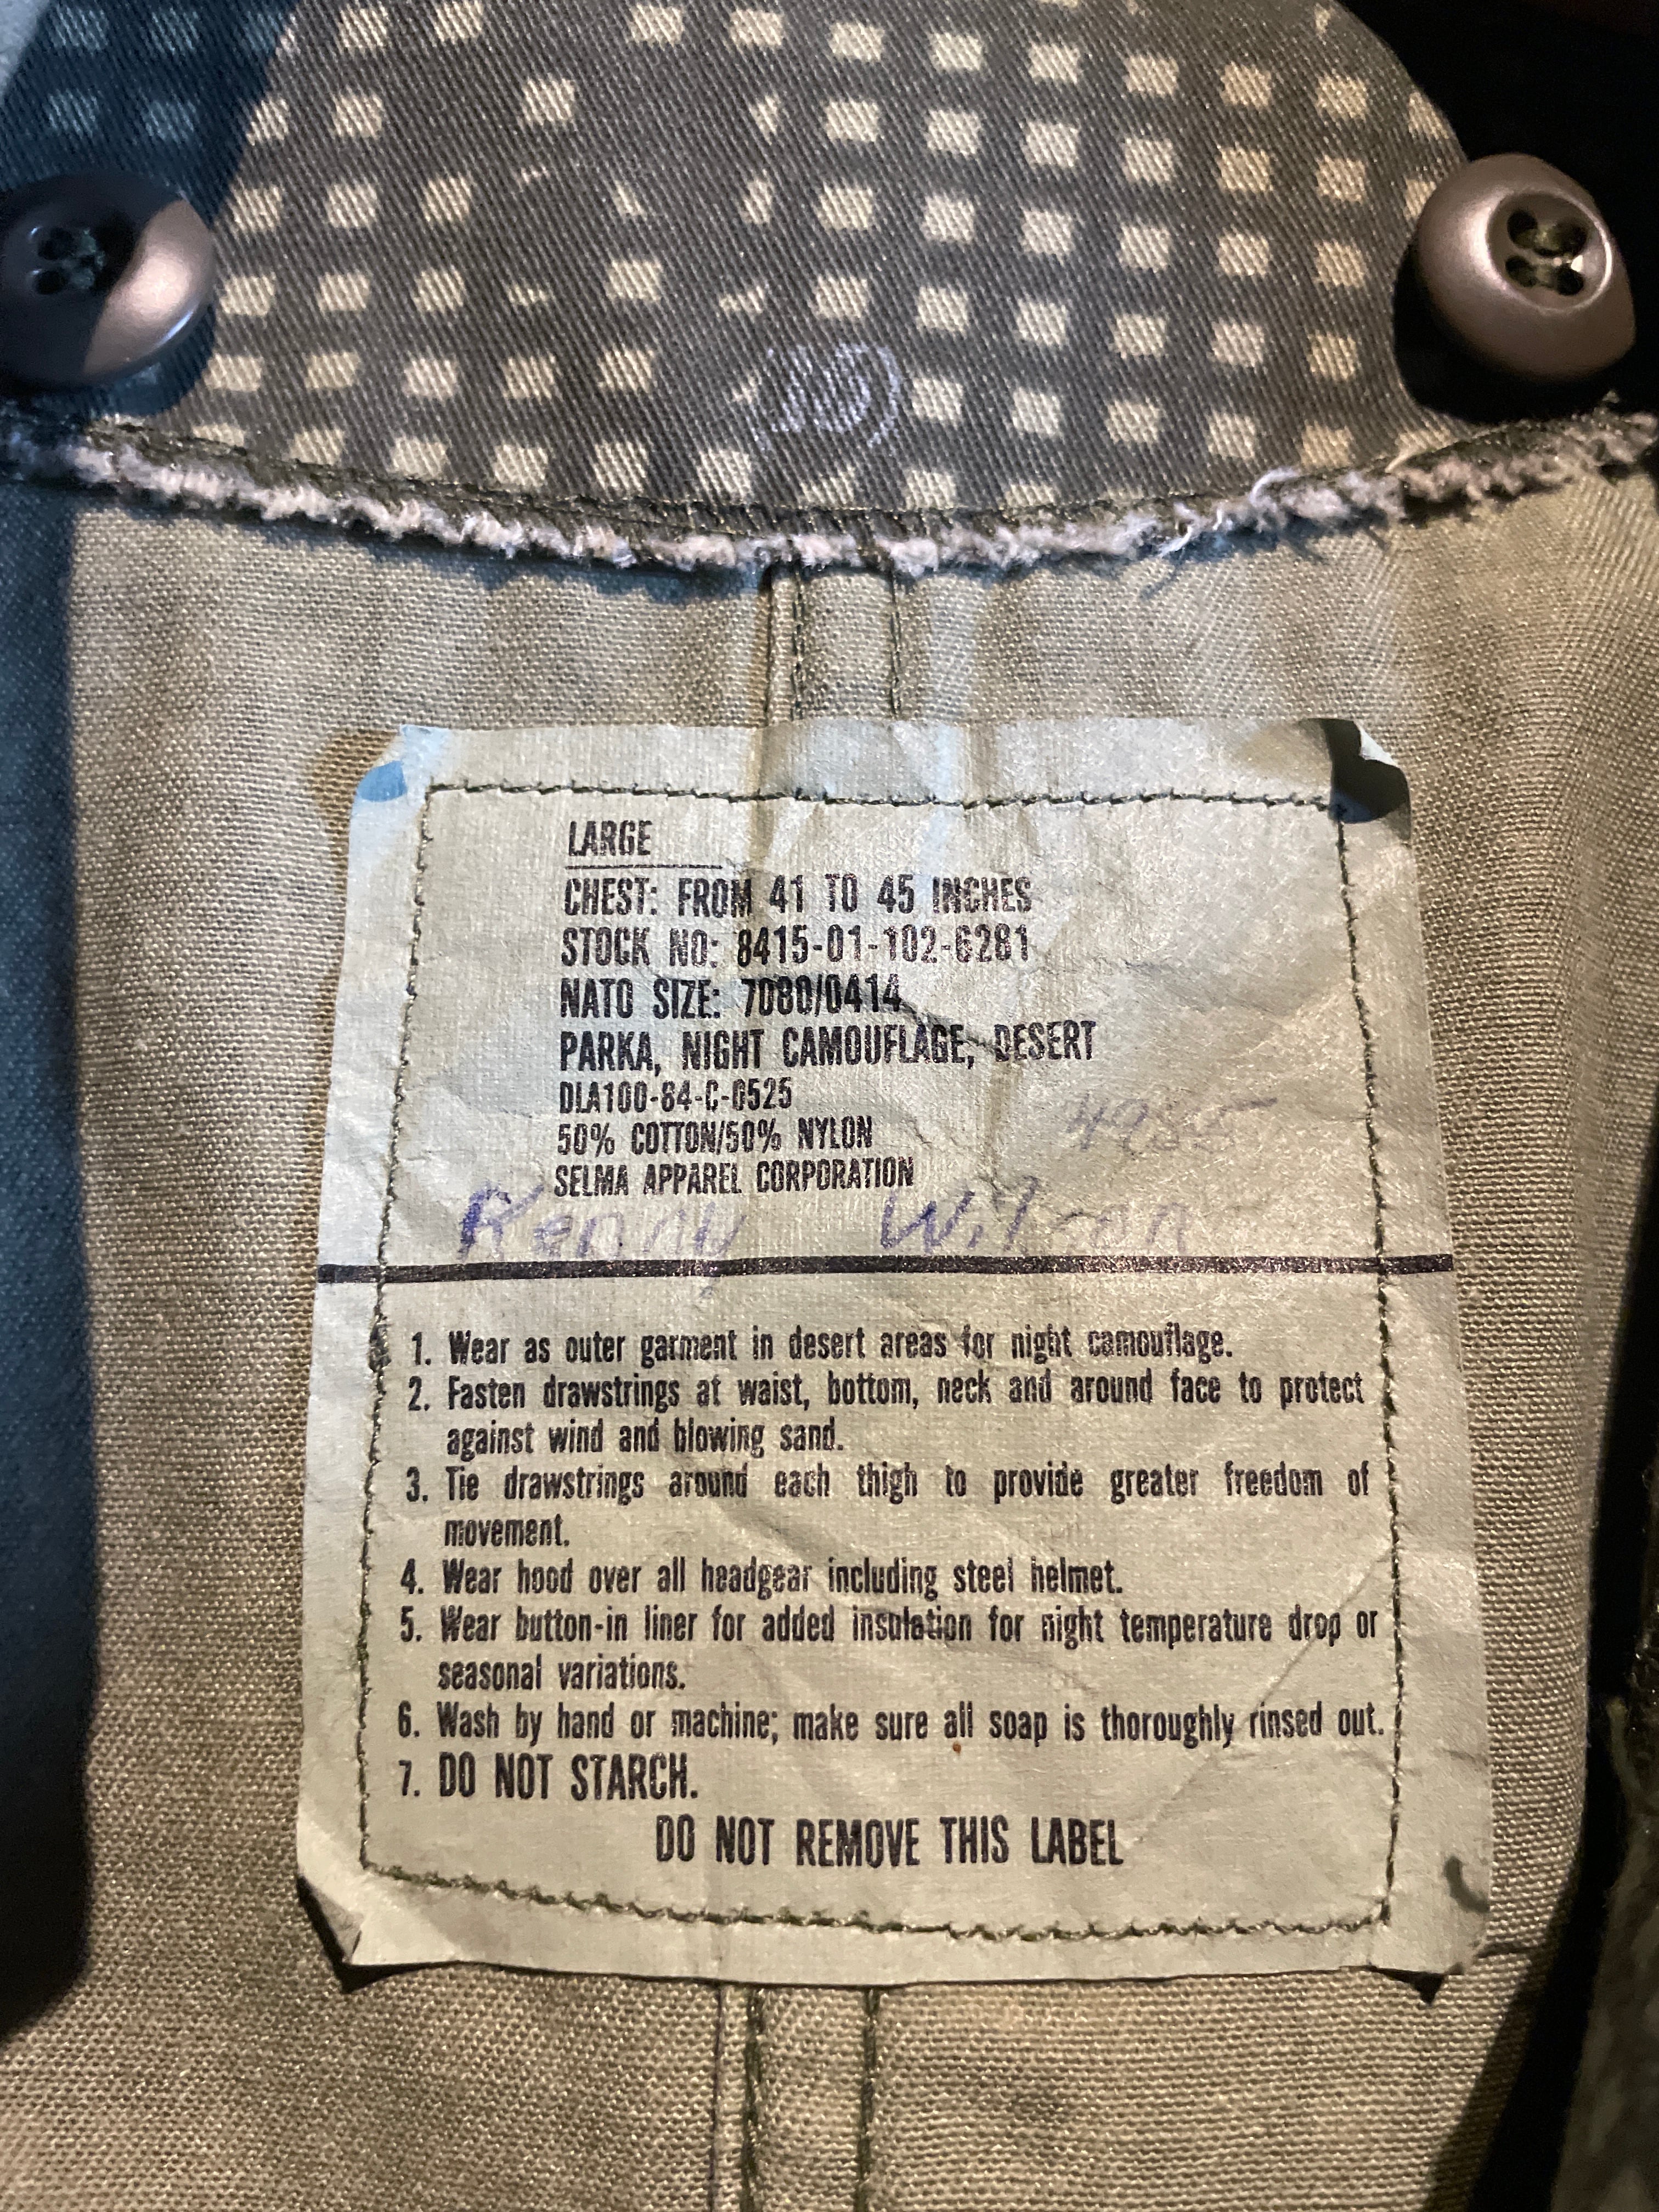 LARGE
CHEST: FROM 41 TO 45 INCHES
STOCK NO: 8415-01-102-6281
NATO SIZE: 7080/0414
PARKA, NIGHT CAMOUFLAGE, DESERT
DLA100-84-C-0525
50% COTTON/50% NYLON
SELMA APPAREL CORPORATION
Kenny Wilson
1. Wear as outer garment in desert areas for night camouflage.
2. Fasten drawstrings at waist, bottom, neck and around face to protect
against wind and blowing sand.
3. Tie drawstrings around each thigh to provide greater freedom of
movement.
4. Wear hood over all headgear including steel helmet.
5. Wear button-in liner for added insulation for night temperature drop or
seasonal variations.
6. Wash by hand or machine; make sure all soap is thoroughly rinsed out.
7. DO NOT STARCH.
DO NOT REMOVE THIS LABEL